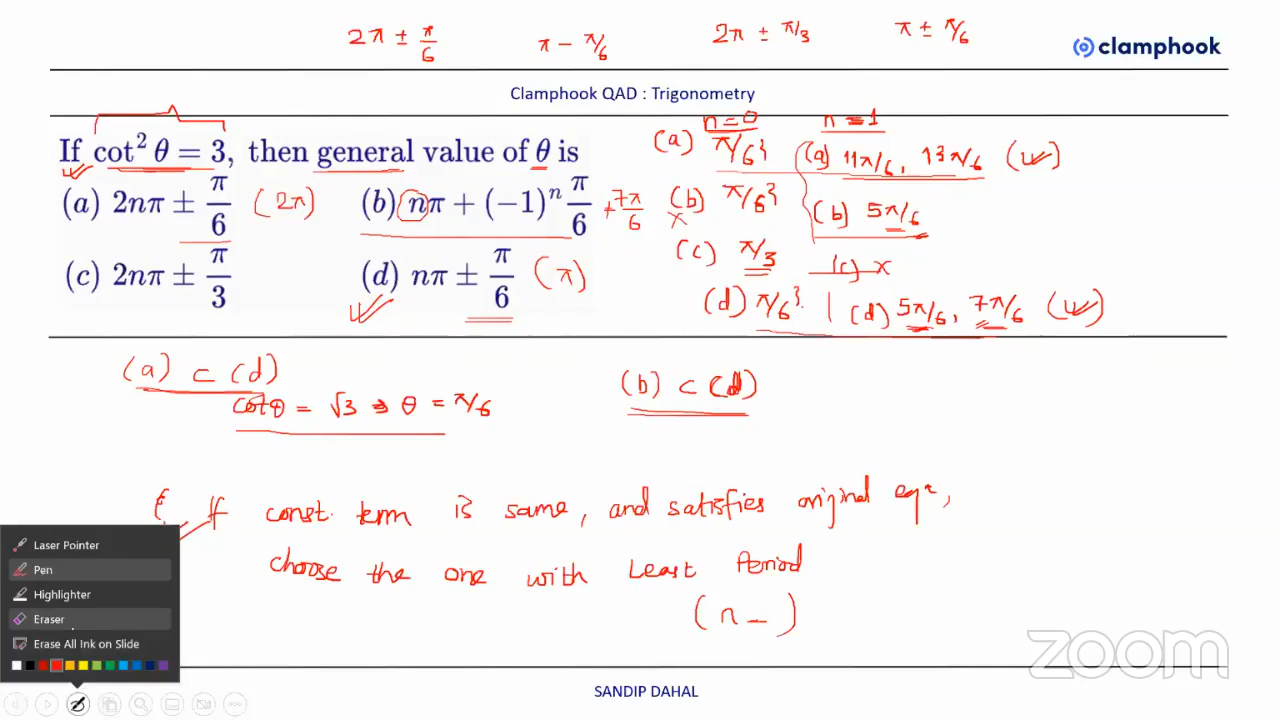 2π ± π/6 π − π/6 2π ± π/3 π ± π/6
clamphook
Clamphook QAD : Trigonometry
If cot² θ = 3, then general value of θ is
(a) 2nπ ± π/6 (2π) (b) nπ + (−1)ⁿ π/6 +7π/6
(c) 2nπ ± π/3 (d) nπ ± π/6 (π)
n=0 n=1
(a) π/6 (a) 11π/6, 13π/6
(b) π/6 (b) 5π/6
x
(c) π/3 (c) x
(d) π/6 (d) 5π/6, 7π/6
(a) ⊂ (d) (b) ⊂ (d)
cotθ = √3 → θ = π/6
If const. term is same, and satisfies original eqn,
choose the one with Least Period
(n − )
Laser Pointer
Pen
Highlighter
Eraser
Erase All Ink on Slide
zoom
SANDIP DAHAL